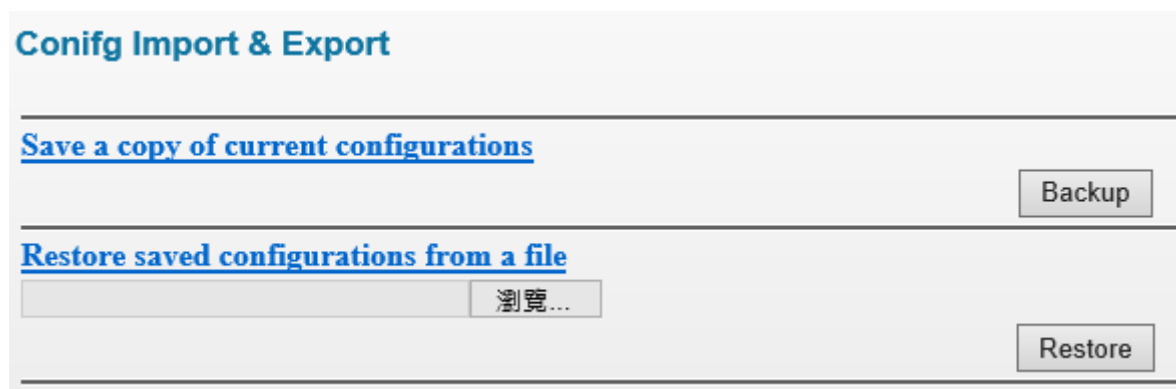 Conifg Import & Export
Save a copy of current configurations
Backup
Restore saved configurations from a file
瀏覽...
Restore